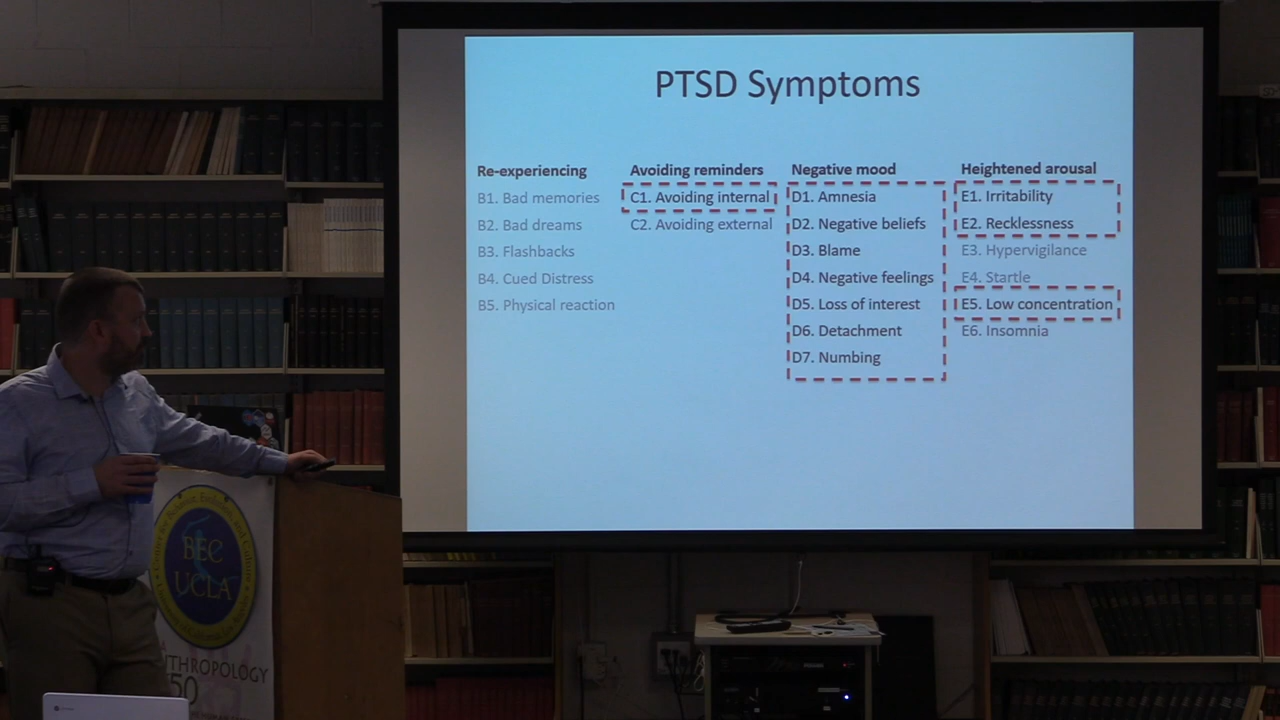 PTSD Symptoms
Re-experiencing
B1. Bad memories
B2. Bad dreams
B3. Flashbacks
B4. Cued Distress
B5. Physical reaction
Avoiding reminders
C1. Avoiding internal
C2. Avoiding external
Negative mood
D1. Amnesia
D2. Negative beliefs
D3. Blame
D4. Negative feelings
D5. Loss of interest
D6. Detachment
D7. Numbing
Heightened arousal
E1. Irritability
E2. Recklessness
E3. Hypervigilance
E4. Startle
E5. Low concentration
E6. Insomnia
BEC
UCLA
NTHROPOLOGY
50